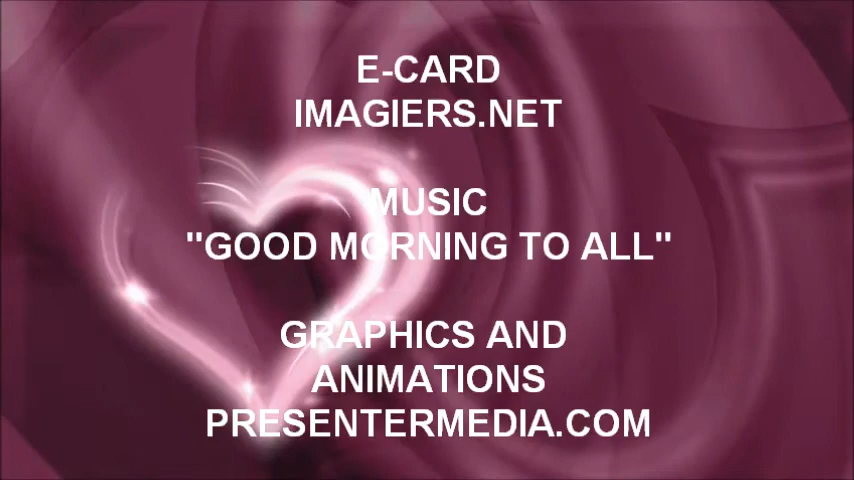 E-CARD
IMAGIERS.NET
MUSIC
"GOOD MORNING TO ALL"
GRAPHICS AND
ANIMATIONS
PRESENTERMEDIA.COM